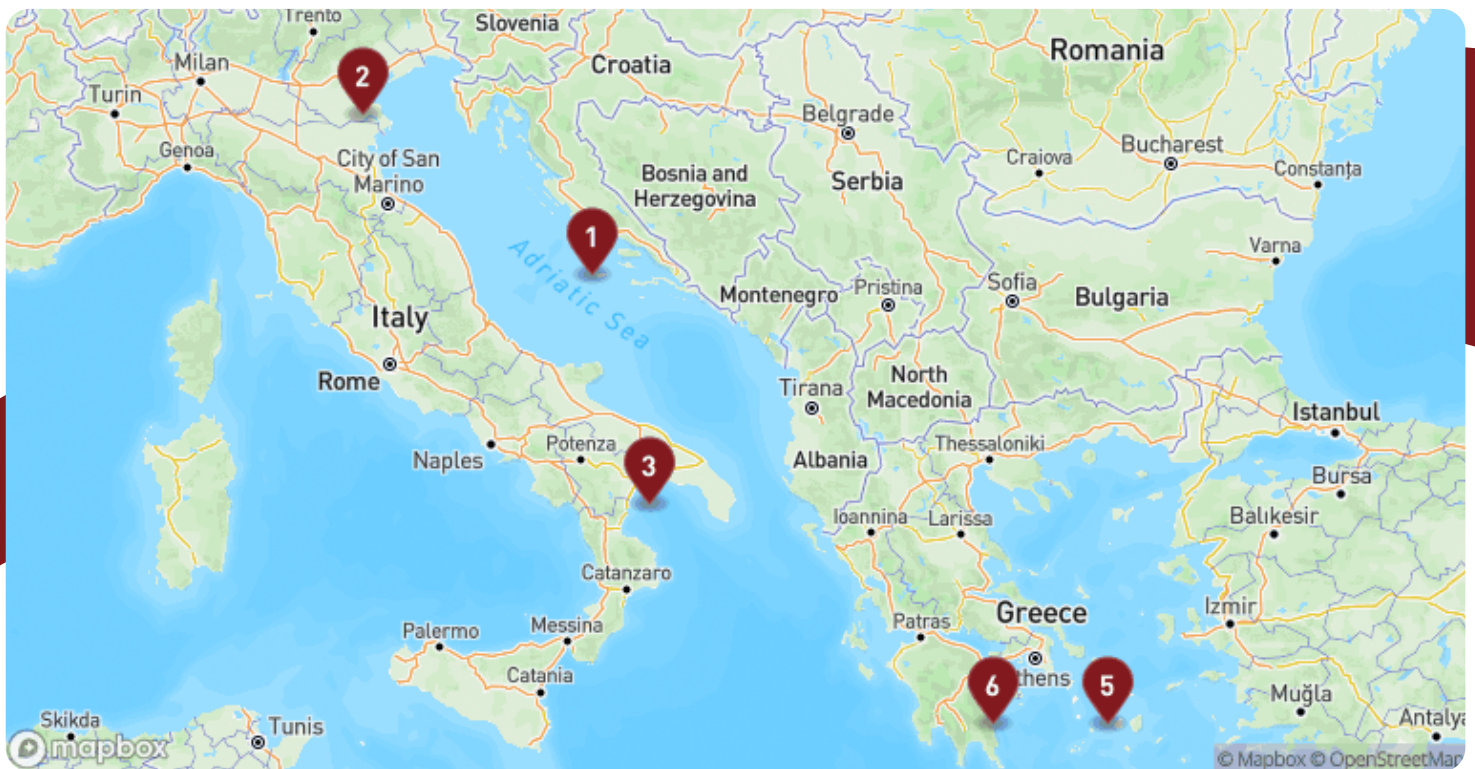 Trento
Slovenia
Romania
Croatia
Milan
2
Turin
Belgrade
Genoa
City of San
Marino
Bucharest
Craiova
Constanța
Bosnia and
Herzegovina
Serbia
1
Adriatic Sea
Varna
Montenegro
Pristina
Sofia
Bulgaria
Italy
Rome
Tirana
North
Macedonia
Istanbul
Naples
Potenza
3
Albania
Thessaloniki
Bursa
Ioannina
Larissa
Balıkesir
Catanzaro
Greece
Izmir
Palermo
Messina
Patras
Catania
6
thens
5
Muğla
Skikda
Tunis
Antalya
mapbox
© Mapbox © OpenStreetMap